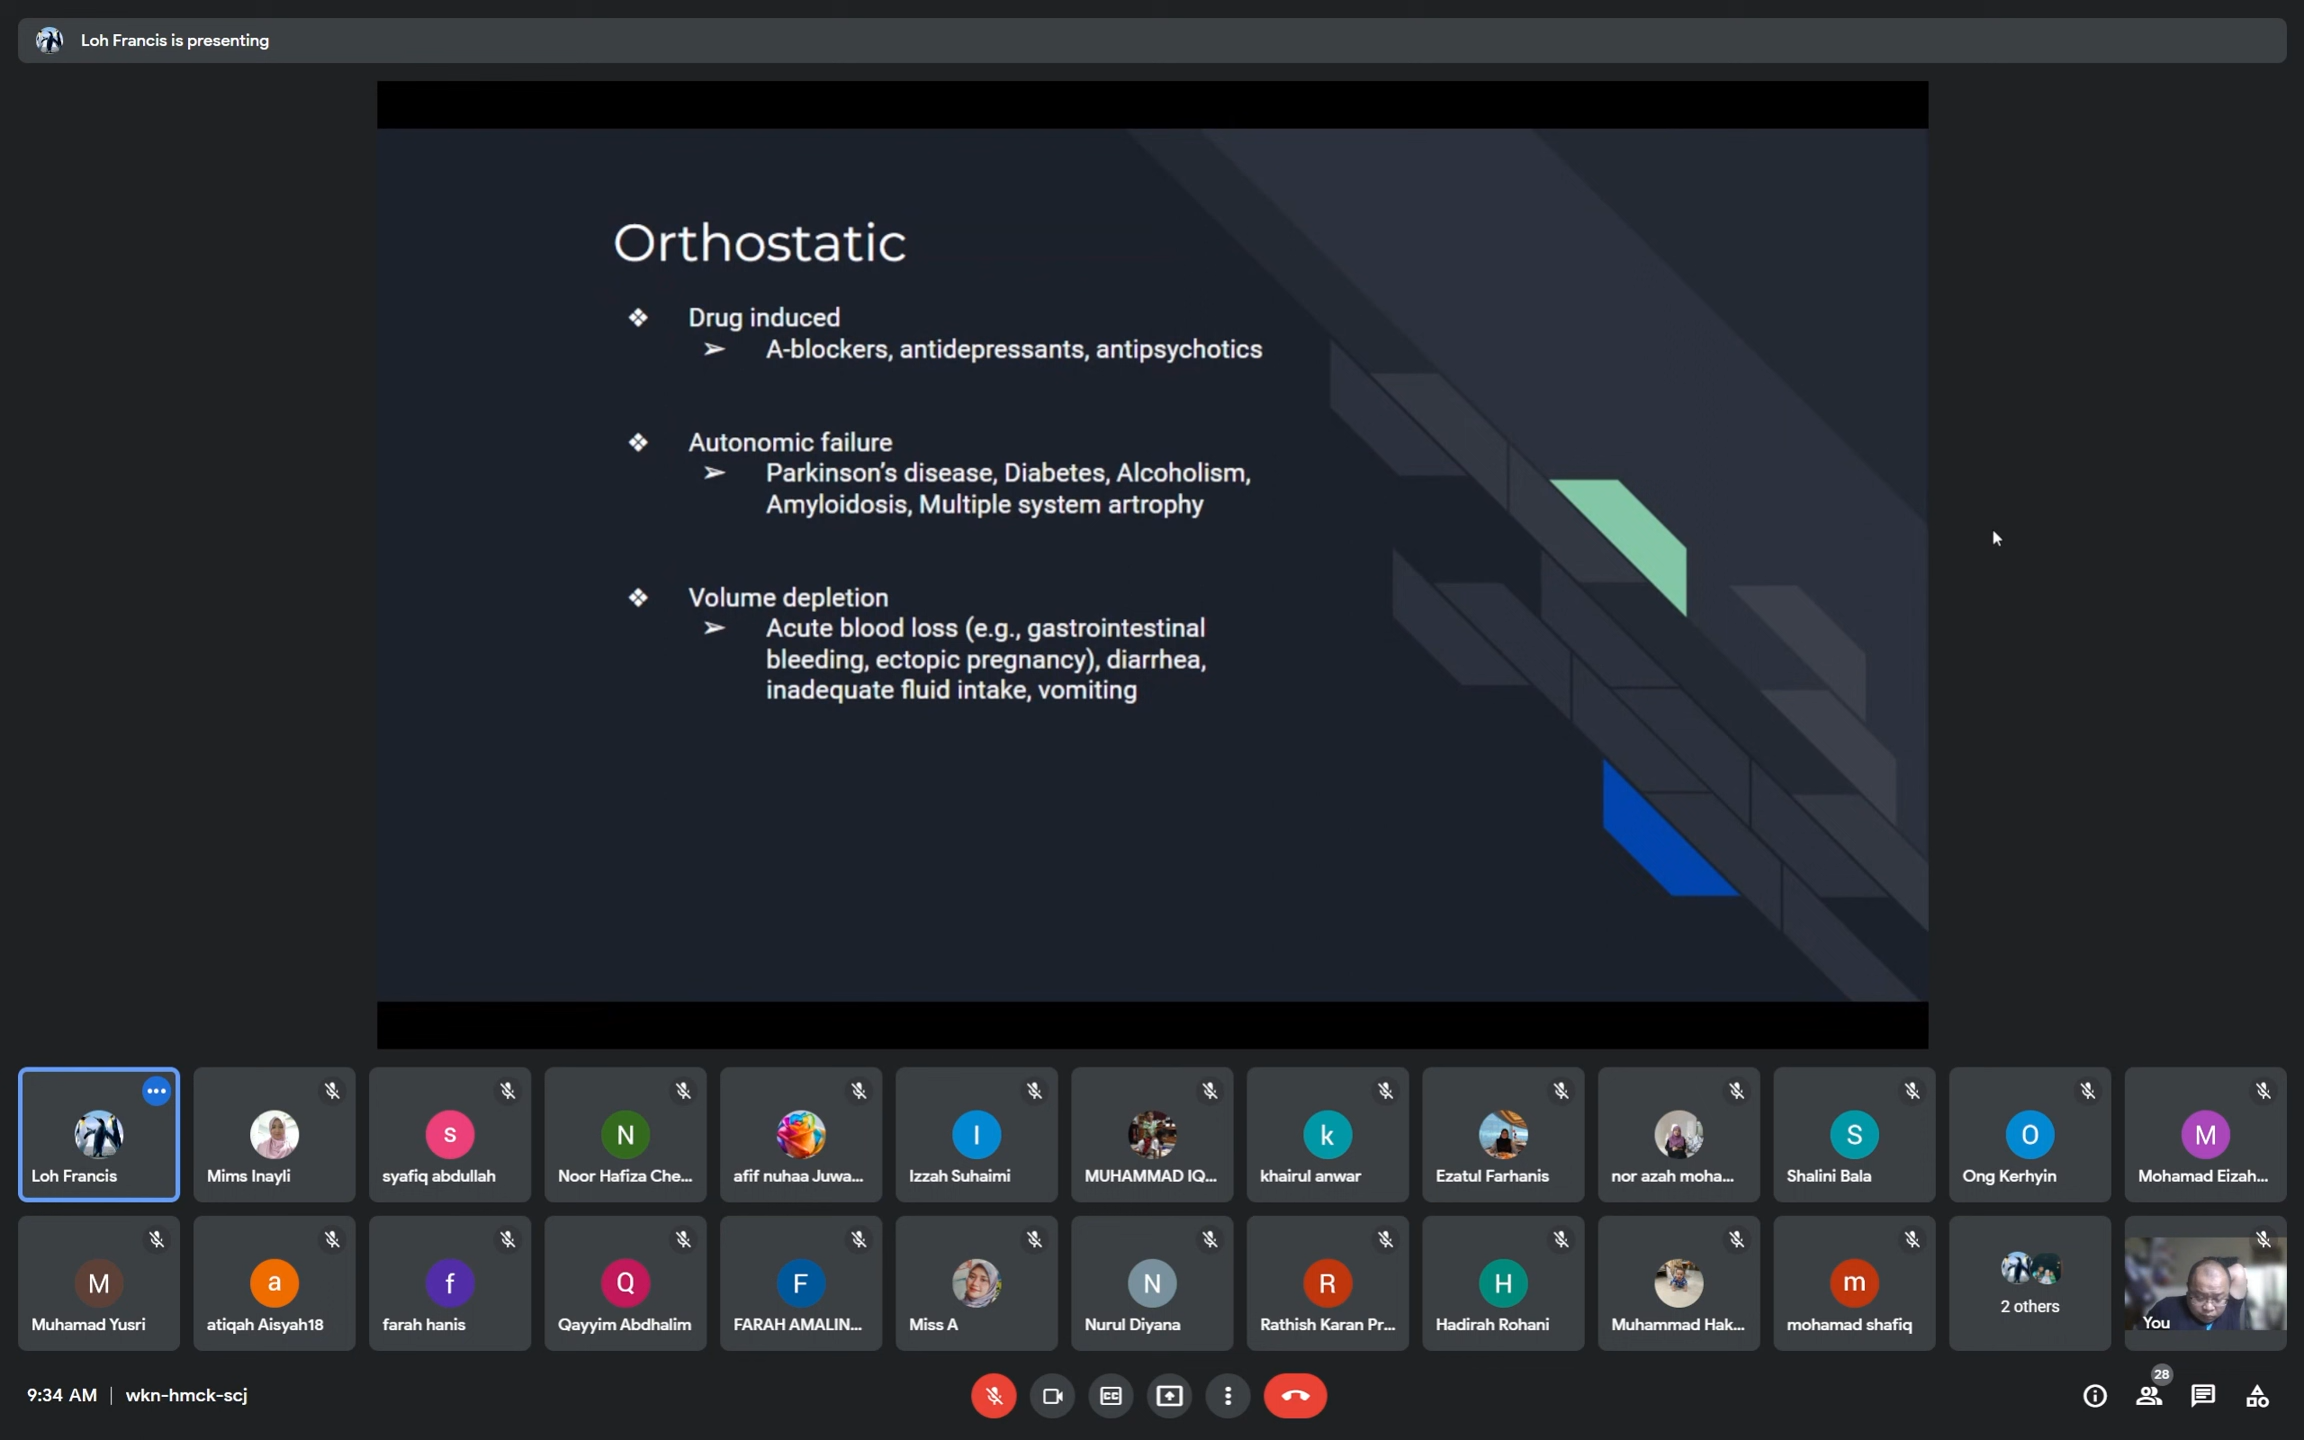 Loh Francis is presenting
Orthostatic
❖ Drug induced
➢ A-blockers, antidepressants, antipsychotics
❖ Autonomic failure
➢ Parkinson's disease, Diabetes, Alcoholism,
Amyloidosis, Multiple system artrophy
❖ Volume depletion
➢ Acute blood loss (e.g., gastrointestinal
bleeding, ectopic pregnancy), diarrhea,
inadequate fluid intake, vomiting
Loh Francis
Mims Inayli
s
syafiq abdullah
N
Noor Hafiza Che...
afif nuhaa Juwa...
I
Izzah Suhaimi
MUHAMMAD IQ...
k
khairul anwar
Ezatul Farhanis
nor azah moha...
S
Shalini Bala
O
Ong Kerhyin
M
Mohamad Eizah...
M
Muhamad Yusri
a
atiqah Aisyah18
f
farah hanis
Q
Qayyim Abdhalim
F
FARAH AMALIN...
Miss A
N
Nurul Diyana
R
Rathish Karan Pr...
H
Hadirah Rohani
Muhammad Hak...
m
mohamad shafiq
2 others
You
9:34 AM | wkn-hmck-scj
CC
28